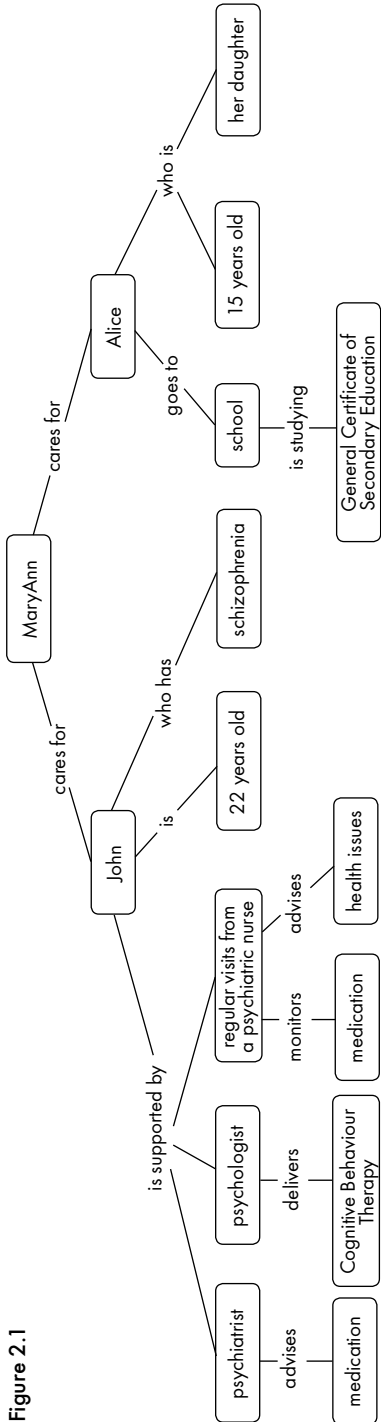 Figure 2.1
MaryAnn
cares for
cares for
John
Alice
is supported by
is
who has
goes to
who is
psychiatrist
psychologist
regular visits from
a psychiatric nurse
22 years old
schizophrenia
school
15 years old
her daughter
advises
delivers
monitors
advises
is studying
medication
Cognitive Behaviour
Therapy
medication
health issues
General Certificate of
Secondary Education